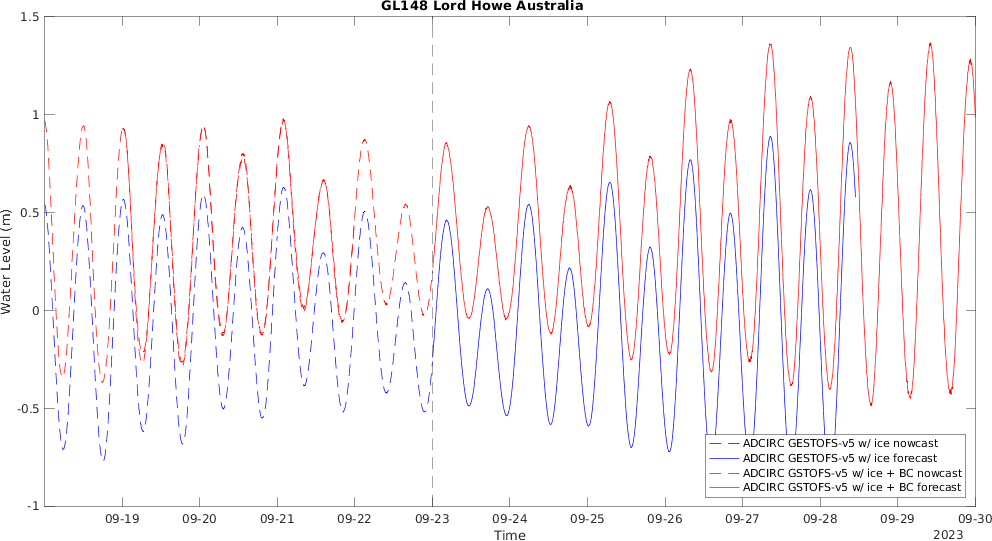 GL148 Lord Howe Australia
1.5
1
0.5
0
-0.5
-1
Water Level (m)
ADCIRC GESTOFS-v5 w/ ice nowcast
ADCIRC GESTOFS-v5 w/ ice forecast
ADCIRC GSTOFS-v5 w/ ice + BC nowcast
ADCIRC GSTOFS-v5 w/ ice + BC forecast
09-19 09-20 09-21 09-22 09-23 09-24 09-25 09-26 09-27 09-28 09-29 09-30
Time
2023